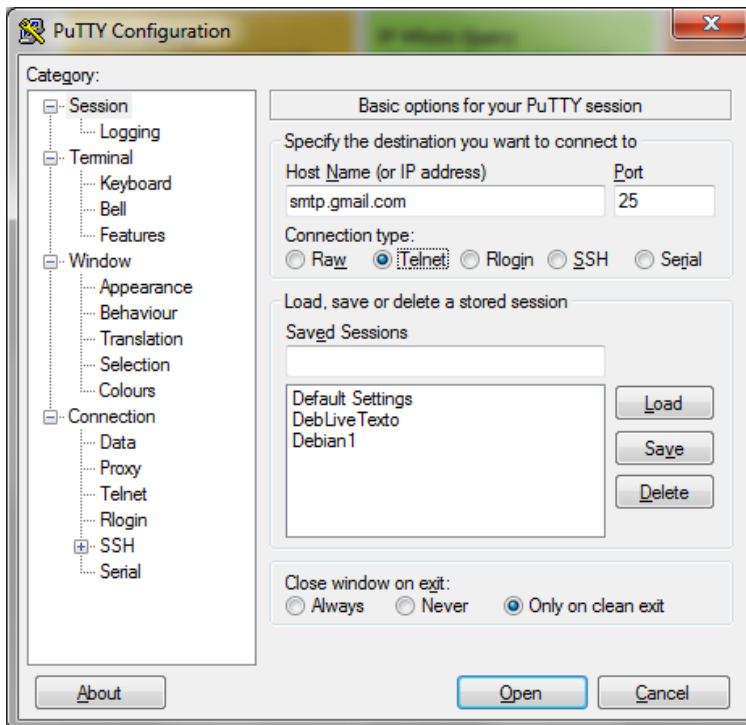 PuTTY Configuration
IP Whois Query
Category:
Session
Logging
Terminal
Keyboard
Bell
Features
Window
Appearance
Behaviour
Translation
Selection
Colours
Connection
Data
Proxy
Telnet
Rlogin
SSH
Serial
Basic options for your PuTTY session
Specify the destination you want to connect to
Host Name (or IP address) Port
smtp.gmail.com 25
Connection type:
Raw Telnet Rlogin SSH Serial
Load, save or delete a stored session
Saved Sessions
Default Settings
DebLiveTexto
Debian1
Load
Save
Delete
Close window on exit:
Always Never Only on clean exit
About Open Cancel